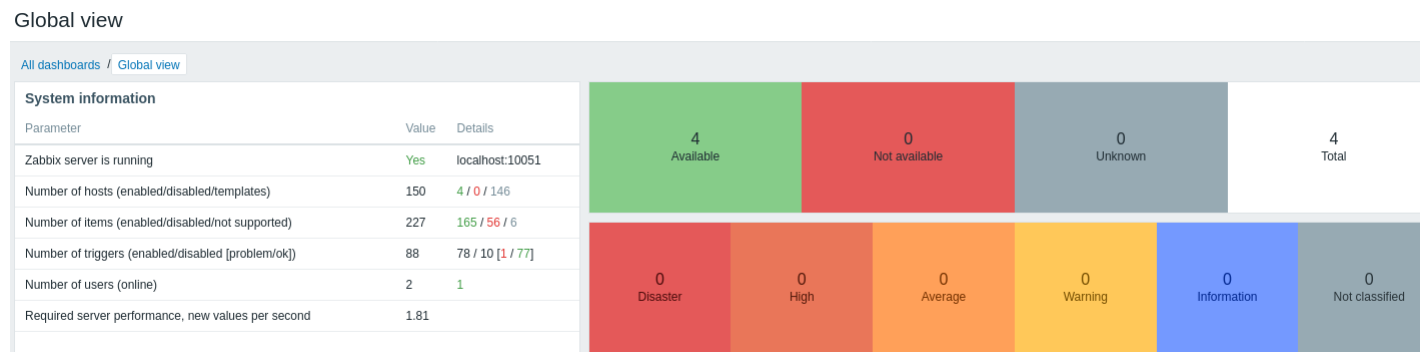 Global view
All dashboards / Global view
System information
Parameter Value Details
Zabbix server is running Yes localhost:10051
Number of hosts (enabled/disabled/templates) 150 4 / 0 / 146
Number of items (enabled/disabled/not supported) 227 165 / 56 / 6
Number of triggers (enabled/disabled [problem/ok]) 88 78 / 10 [1 / 77]
Number of users (online) 2 1
Required server performance, new values per second 1.81
4 0 0 4
Available Not available Unknown Total
0 0 0 0 0 0
Disaster High Average Warning Information Not classified